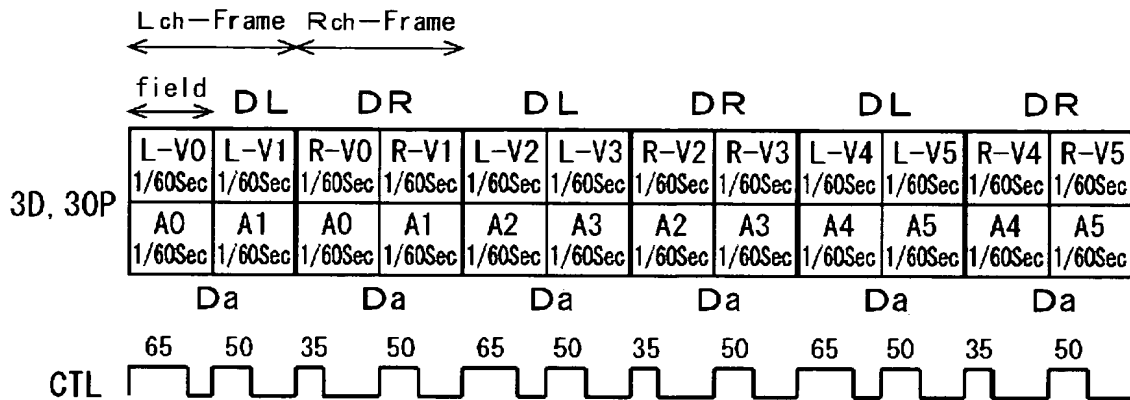 Lch-Frame Rch-Frame
field DL DR DL DR DL DR
L-V0 L-V1 R-V0 R-V1 L-V2 L-V3 R-V2 R-V3 L-V4 L-V5 R-V4 R-V5
1/60Sec 1/60Sec 1/60Sec 1/60Sec 1/60Sec 1/60Sec 1/60Sec 1/60Sec 1/60Sec 1/60Sec 1/60Sec 1/60Sec
3D, 30P
A0 A1 A0 A1 A2 A3 A2 A3 A4 A5 A4 A5
1/60Sec 1/60Sec 1/60Sec 1/60Sec 1/60Sec 1/60Sec 1/60Sec 1/60Sec 1/60Sec 1/60Sec 1/60Sec 1/60Sec
Da Da Da Da Da Da
65 50 35 50 65 50 35 50 65 50 35 50
CTL